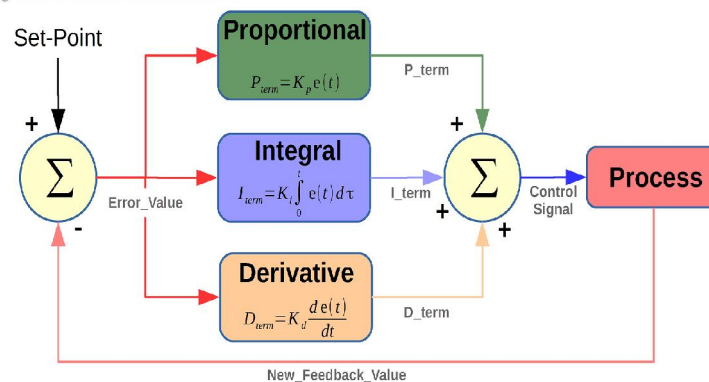 Set-Point
+
Σ
-
Error_Value
Proportional
P_term=K_p e(t)
P_term
Integral
I_term=K_i∫_0^t e(t)dτ
I_term
Derivative
D_term=K_d de(t)/dt
D_term
+
+
+
Σ
Control
Signal
Process
New_Feedback_Value